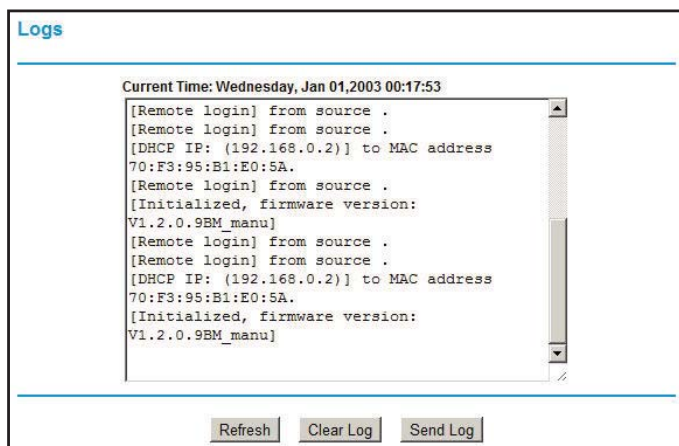 Logs
Current Time: Wednesday, Jan 01,2003 00:17:53
[Remote login] from source .
[Remote login] from source .
[DHCP IP: (192.168.0.2)] to MAC address
70:F3:95:B1:E0:5A.
[Remote login] from source .
[Initialized, firmware version:
V1.2.0.9BM_manu]
[Remote login] from source .
[Remote login] from source .
[DHCP IP: (192.168.0.2)] to MAC address
70:F3:95:B1:E0:5A.
[Initialized, firmware version:
V1.2.0.9BM_manu]
Refresh Clear Log Send Log